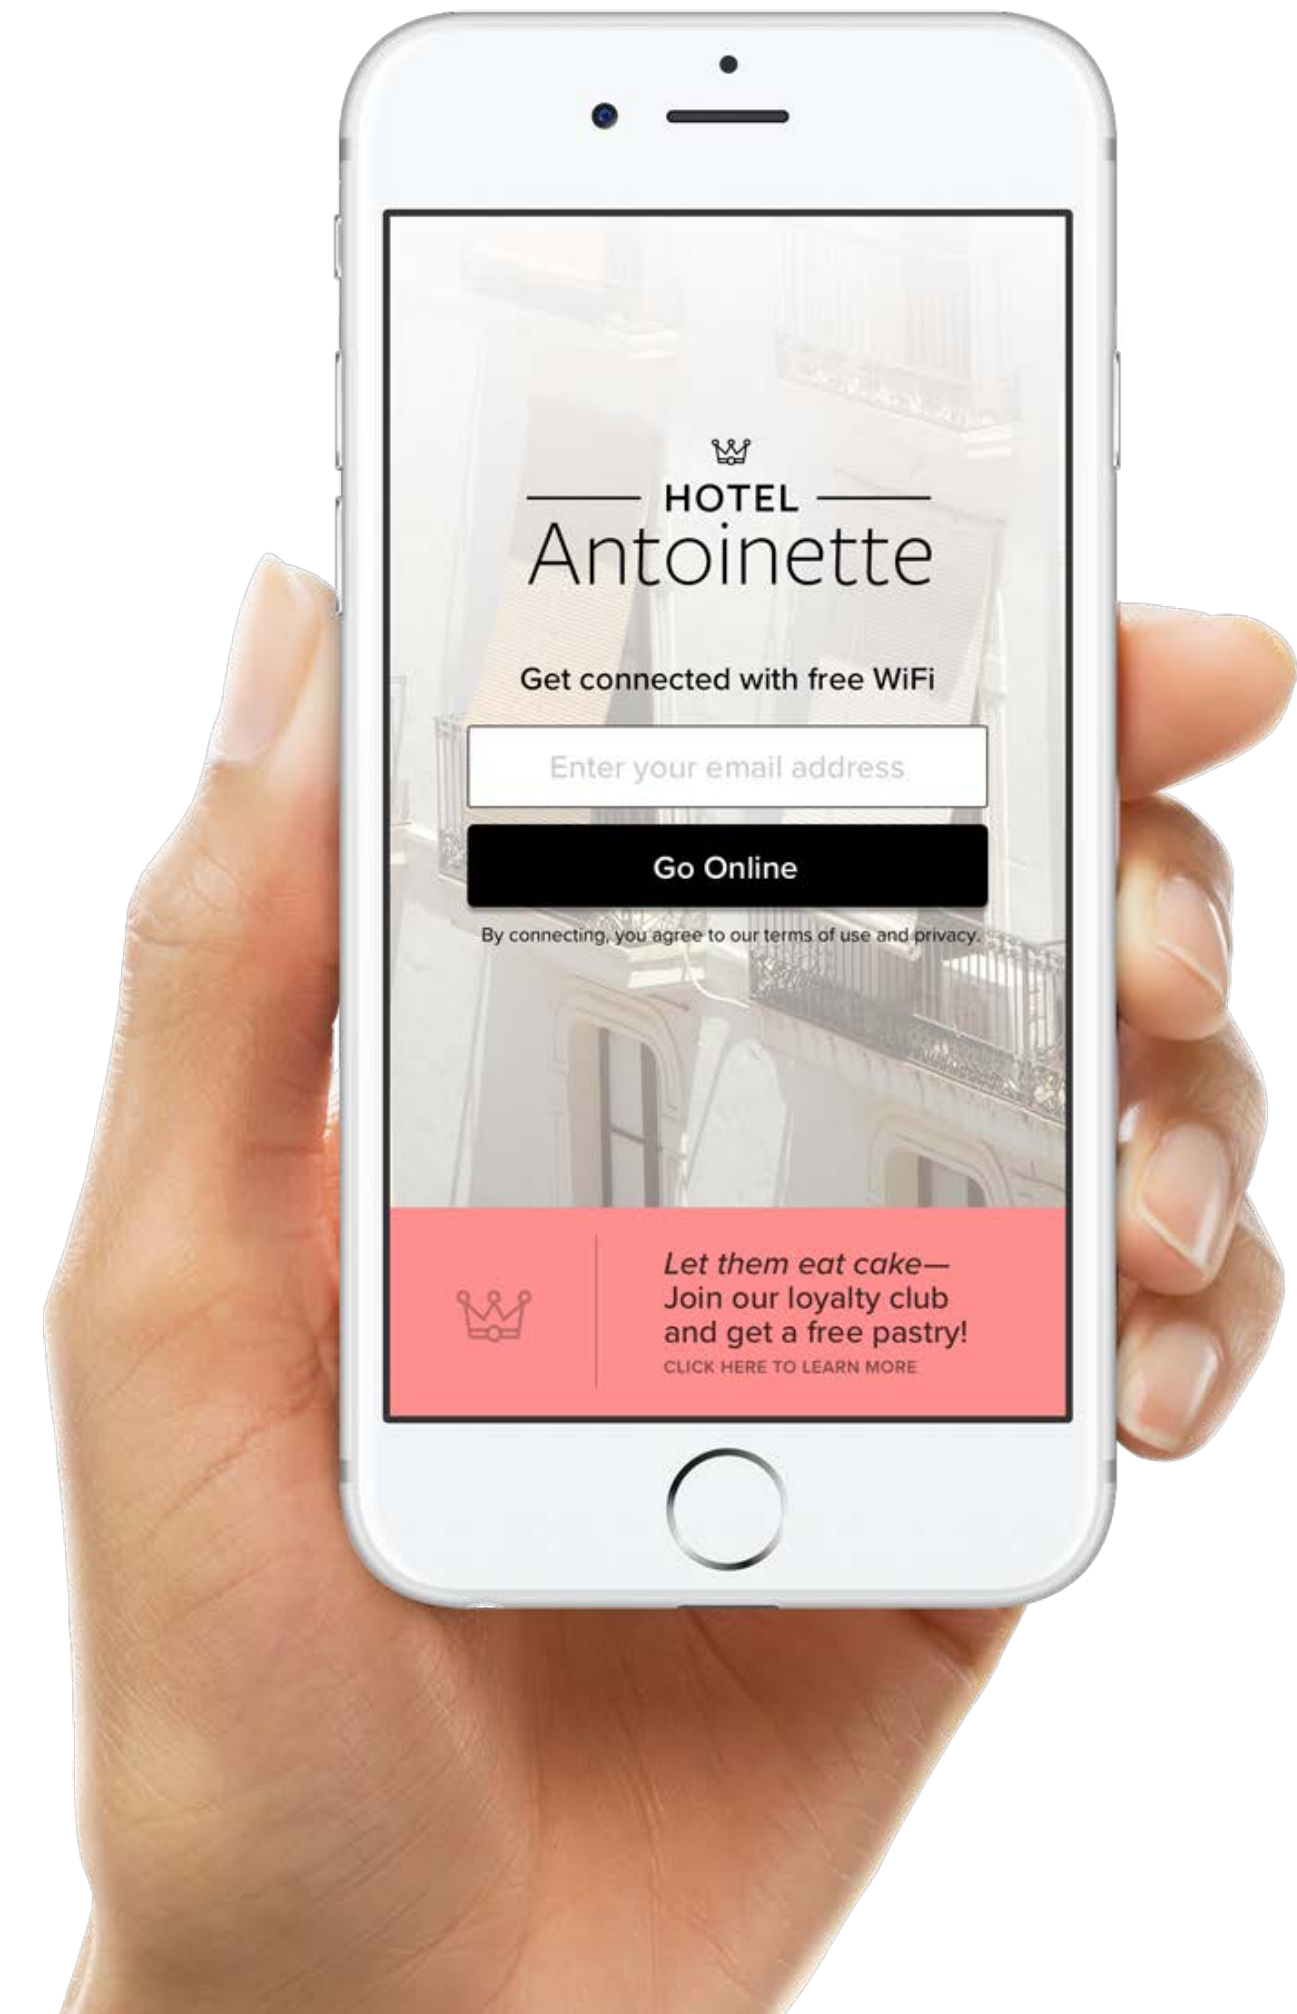 HOTEL
Antoinette
Get connected with free WiFi
Enter your email address
Go Online
By connecting, you agree to our terms of use and privacy.
Let them eat cake—
Join our loyalty club
and get a free pastry!
CLICK HERE TO LEARN MORE